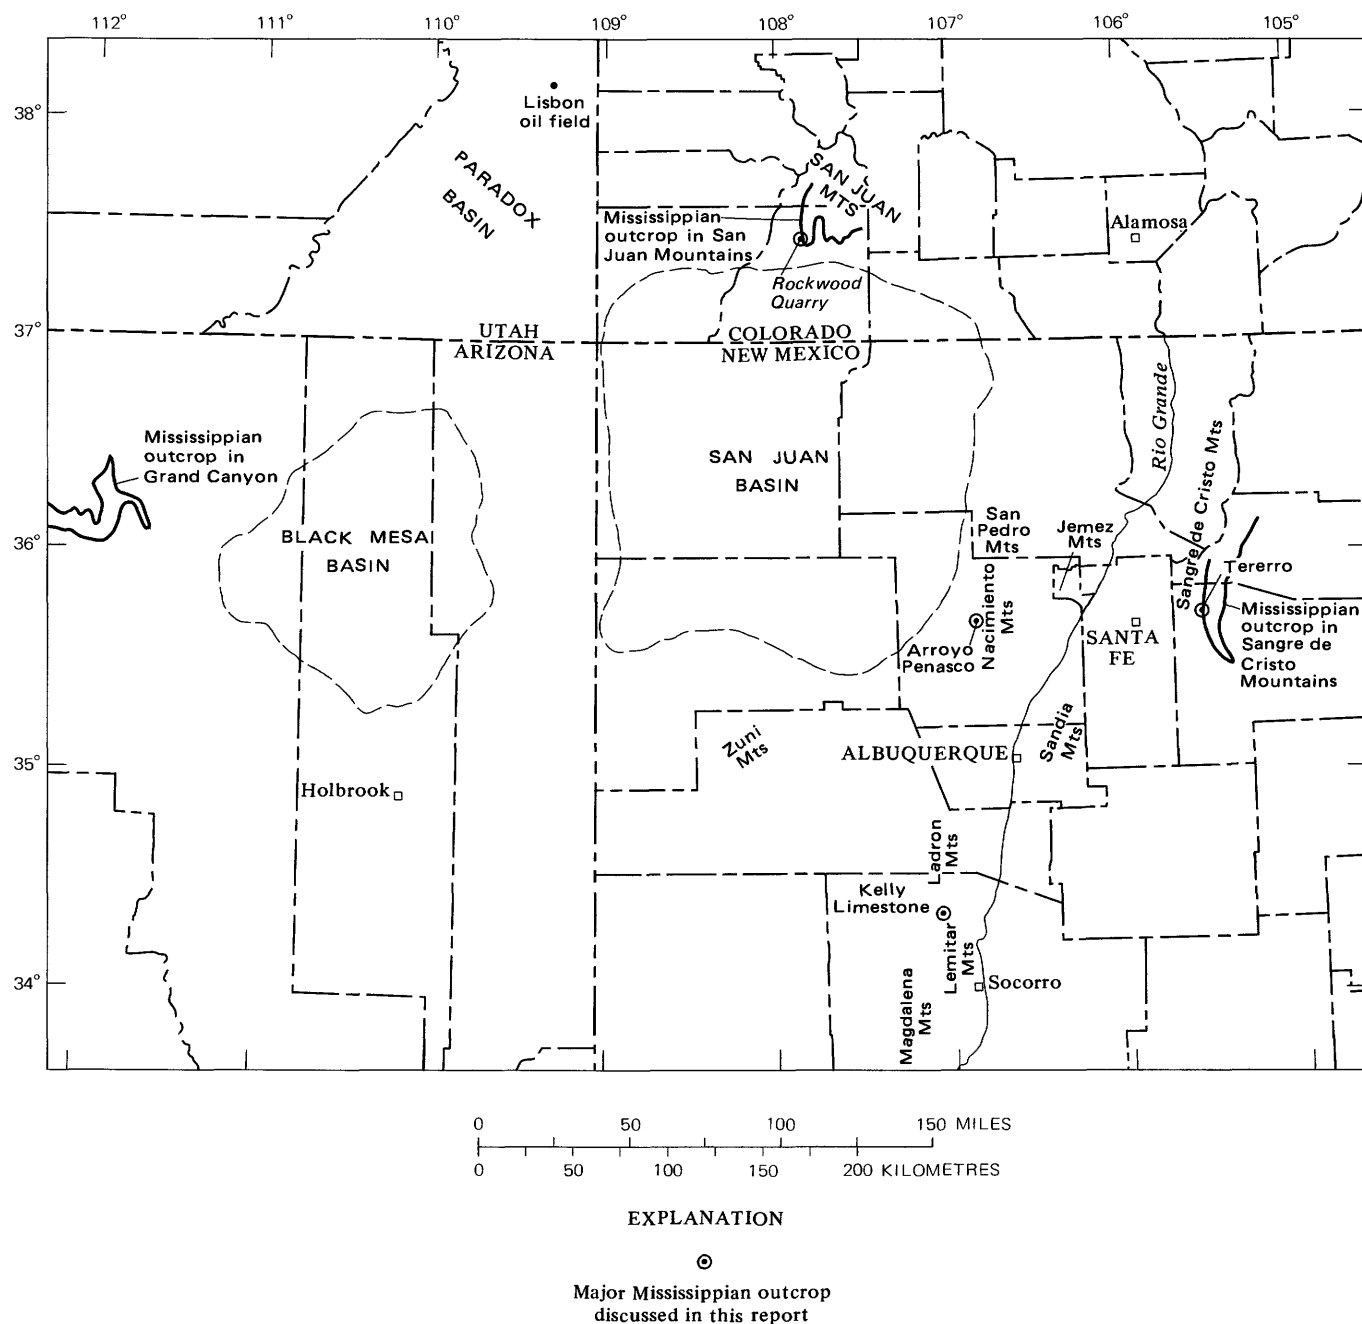 112°
111°
110°
109°
108°
107°
106°
105°
38°
37°
36°
35°
34°
Lisbon
oil field
PARADOX
BASIN
SAN JUAN
MTS
Mississippian
outcrop in San
Juan Mountains
Rockwood
Quarry
Alamosa
UTAH
ARIZONA
COLORADO
NEW MEXICO
Rio Grande
Mississippian
outcrop in
Grand Canyon
BLACK MESA
BASIN
SAN JUAN
BASIN
San
Pedro
Mts
Jemez
Mts
Sangre de Cristo Mts
Tererro
Nacimiento
Mts
Arroyo
Penasco
SANTA
FE
Mississippian
outcrop in
Sangre de
Cristo
Mountains
Zuni
Mts
ALBUQUERQUE
Sandia
Mts
Holbrook
Ladron
Mts
Kelly
Limestone
Lemitar
Mts
Magdalena
Mts
Socorro
0 50 100 150 MILES
0 50 100 150 200 KILOMETRES
EXPLANATION
Major Mississippian outcrop
discussed in this report